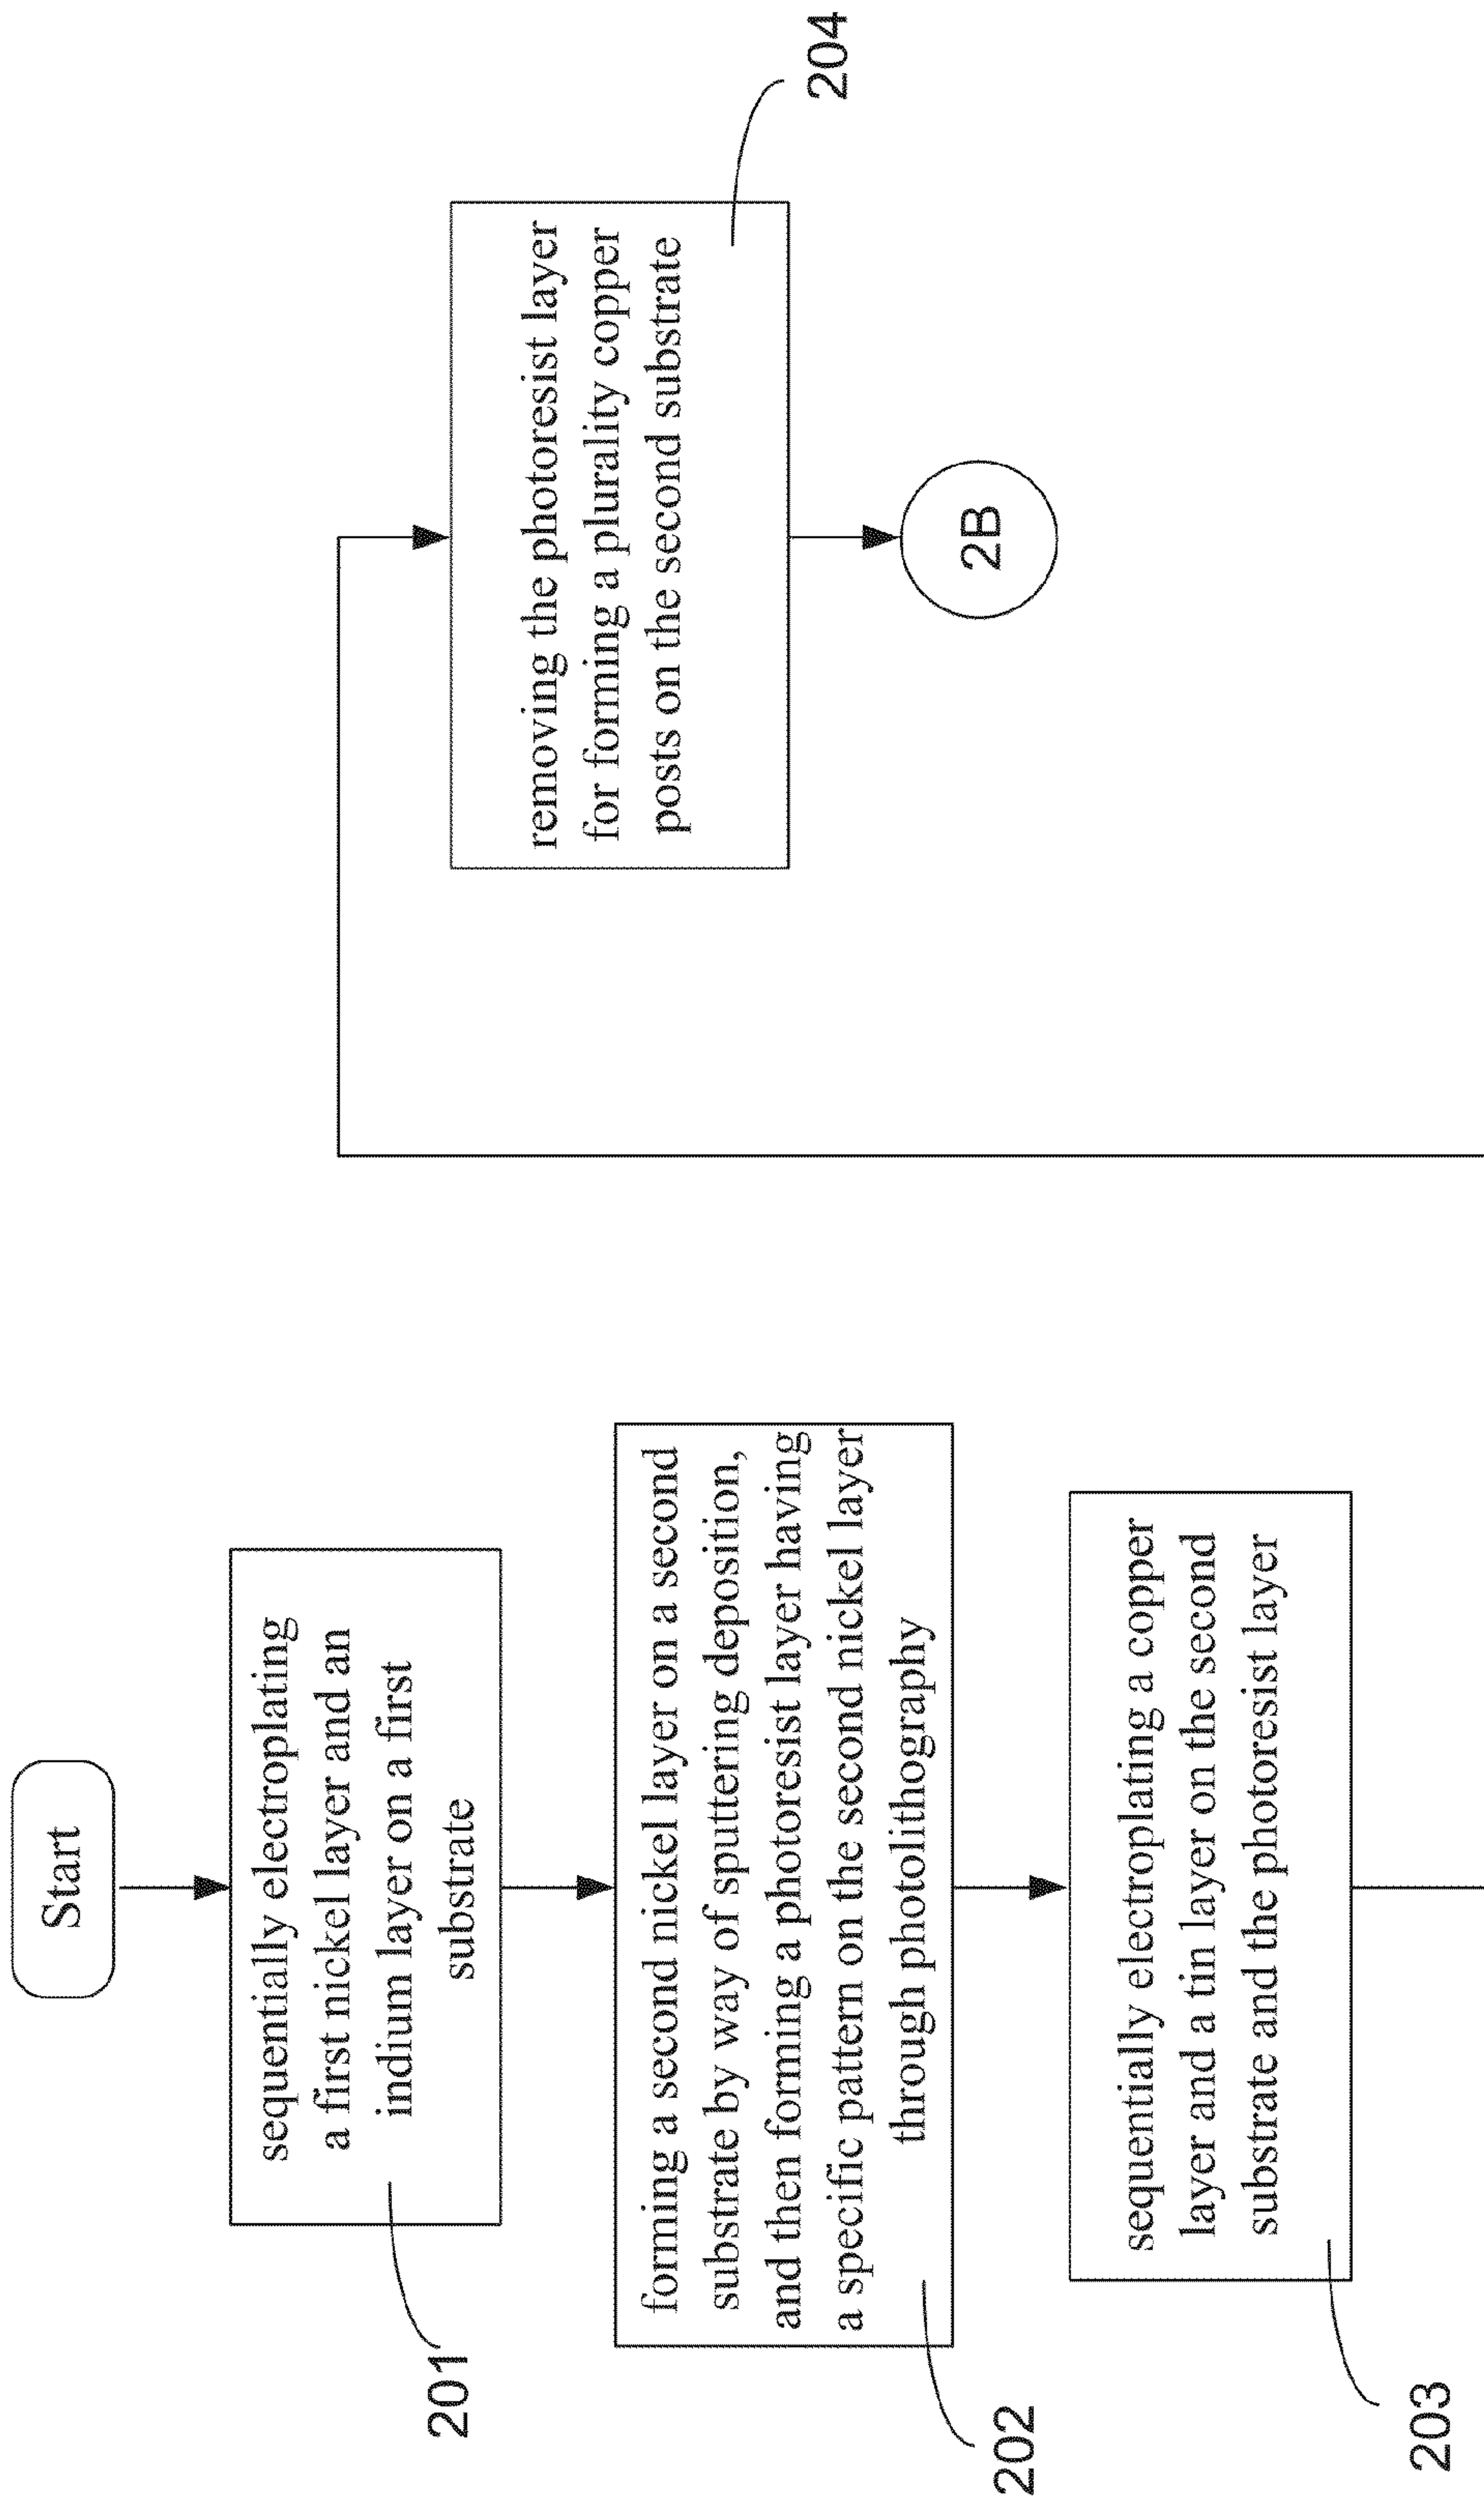 Start
sequentially electroplating
a first nickel layer and an
indium layer on a first
substrate
201
forming a second nickel layer on a second
substrate by way of sputtering deposition,
and then forming a photoresist layer having
a specific pattern on the second nickel layer
through photolithography
202
sequentially electroplating a copper
layer and a tin layer on the second
substrate and the photoresist layer
203
removing the photoresist layer
for forming a plurality copper
posts on the second substrate
204
2B